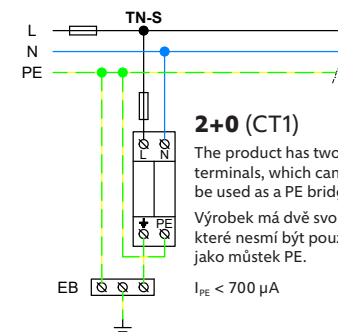 TN-S
L
N
PE
L N
PE
EB
2+0 (CT1)
The product has two
terminals, which can
be used as a PE bridg
Výrobek má dvě svo
které nesmí být použ
jako můstek PE.
IPE < 700 µA